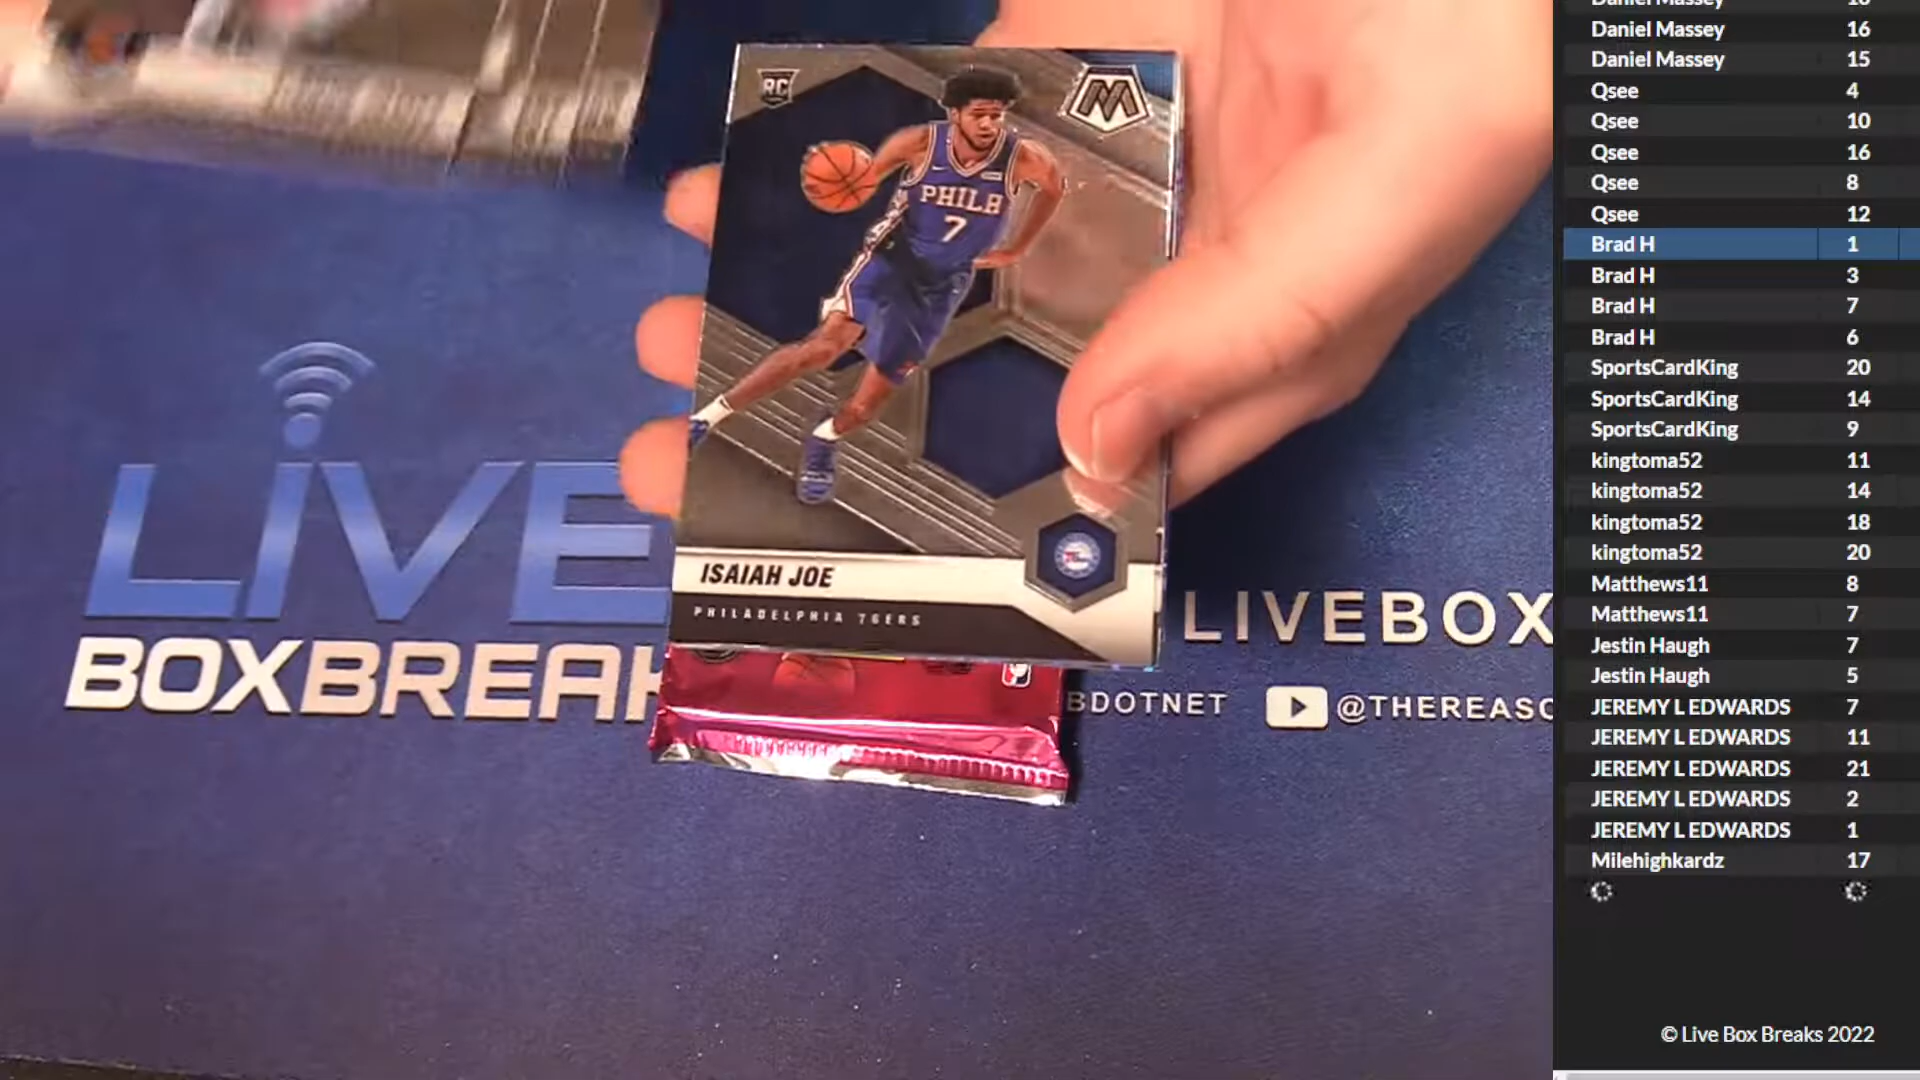 RC
M
PHILA
7
ISAIAH JOE
PHILADELPHIA 76ERS
LIVE
BOXBREAK
LIVEBOX
BDOTNET
@THEREASO
Daniel Massey 16
Daniel Massey 15
Qsee 4
Qsee 10
Qsee 16
Qsee 8
Qsee 12
Brad H 1
Brad H 3
Brad H 7
Brad H 6
SportsCardKing 20
SportsCardKing 14
SportsCardKing 9
kingtoma52 11
kingtoma52 14
kingtoma52 18
kingtoma52 20
Matthews11 8
Matthews11 7
Jestin Haugh 7
Jestin Haugh 5
JEREMY L EDWARDS 7
JEREMY L EDWARDS 11
JEREMY L EDWARDS 21
JEREMY L EDWARDS 2
JEREMY L EDWARDS 1
Milehighkardz 17
© Live Box Breaks 2022